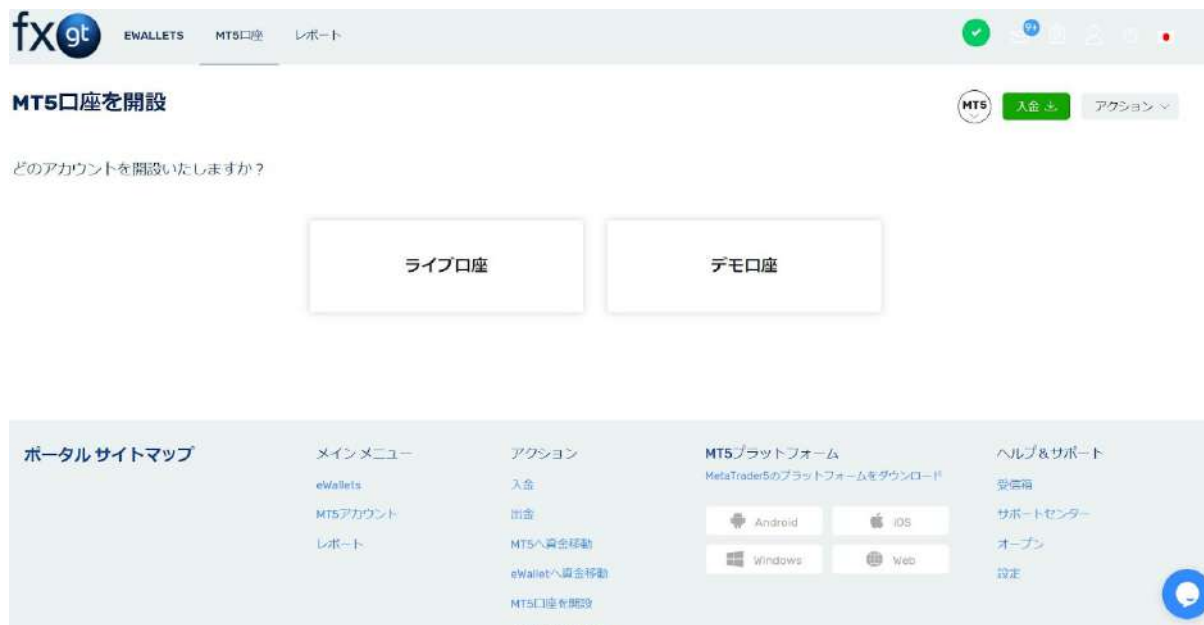 fxgt EWALLETS MT5口座 レポート 9+
MT5口座を開設 MT5 入金 アクション
どのアカウントを開設いたしますか？
ライブ口座 デモ口座
ポータル サイトマップ メイン メニュー アクション MT5プラットフォーム ヘルプ＆サポート
eWallets 入金 MetaTrader5のプラットフォームをダウンロード 受信箱
MT5アカウント 出金 Android iOS サポートセンター
レポート MT5へ資金移動 Windows Web オープン
eWalletへ資金移動 設定
MT5口座を開設